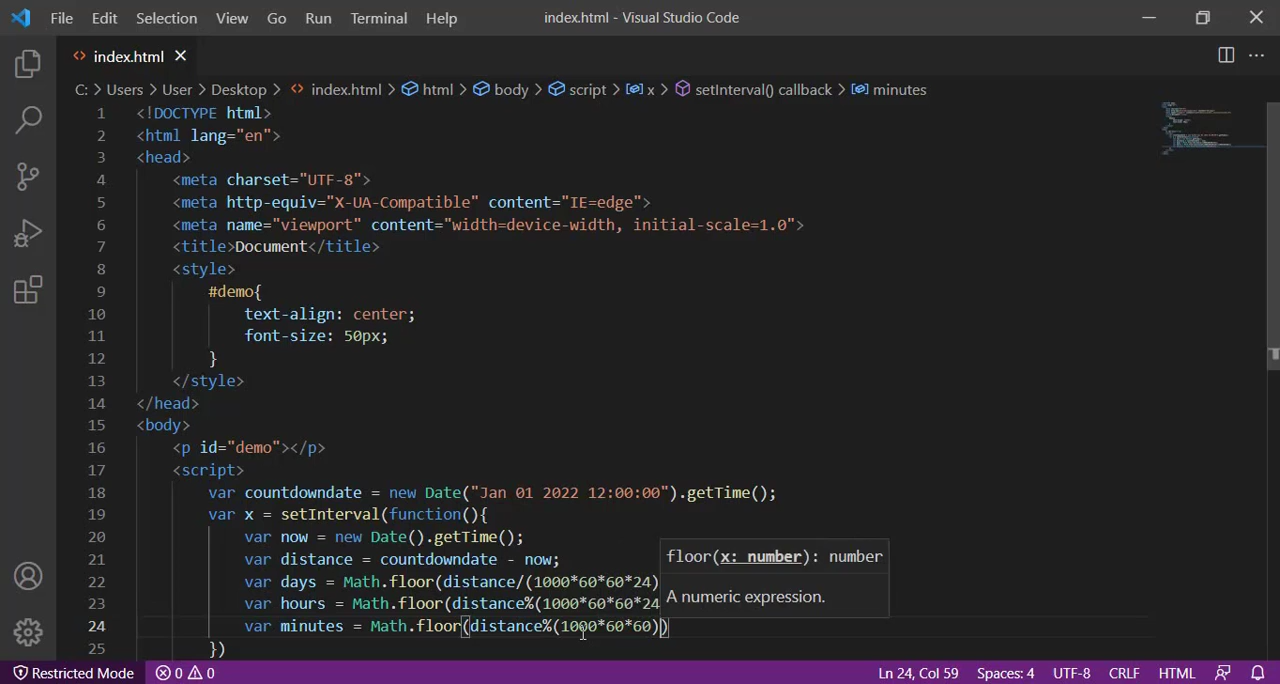 File Edit Selection View Go Run Terminal Help index.html - Visual Studio Code
index.html
C: > Users > User > Desktop > index.html > html > body > script > x > setInterval() callback > minutes
1 <!DOCTYPE html>
2 <html lang="en">
3 <head>
4 <meta charset="UTF-8">
5 <meta http-equiv="X-UA-Compatible" content="IE=edge">
6 <meta name="viewport" content="width=device-width, initial-scale=1.0">
7 <title>Document</title>
8 <style>
9 #demo{
10 text-align: center;
11 font-size: 50px;
12 }
13 </style>
14 </head>
15 <body>
16 <p id="demo"></p>
17 <script>
18 var countdowndate = new Date("Jan 01 2022 12:00:00").getTime();
19 var x = setInterval(function(){
20 var now = new Date().getTime();
21 var distance = countdowndate - now;
floor(x: number): number
22 var days = Math.floor(distance/(1000*60*60*24)
A numeric expression.
23 var hours = Math.floor(distance%(1000*60*60*24
24 var minutes = Math.floor(distance%(1000*60*60))
25 })
Restricted Mode 0 0 Ln 24, Col 59 Spaces: 4 UTF-8 CRLF HTML